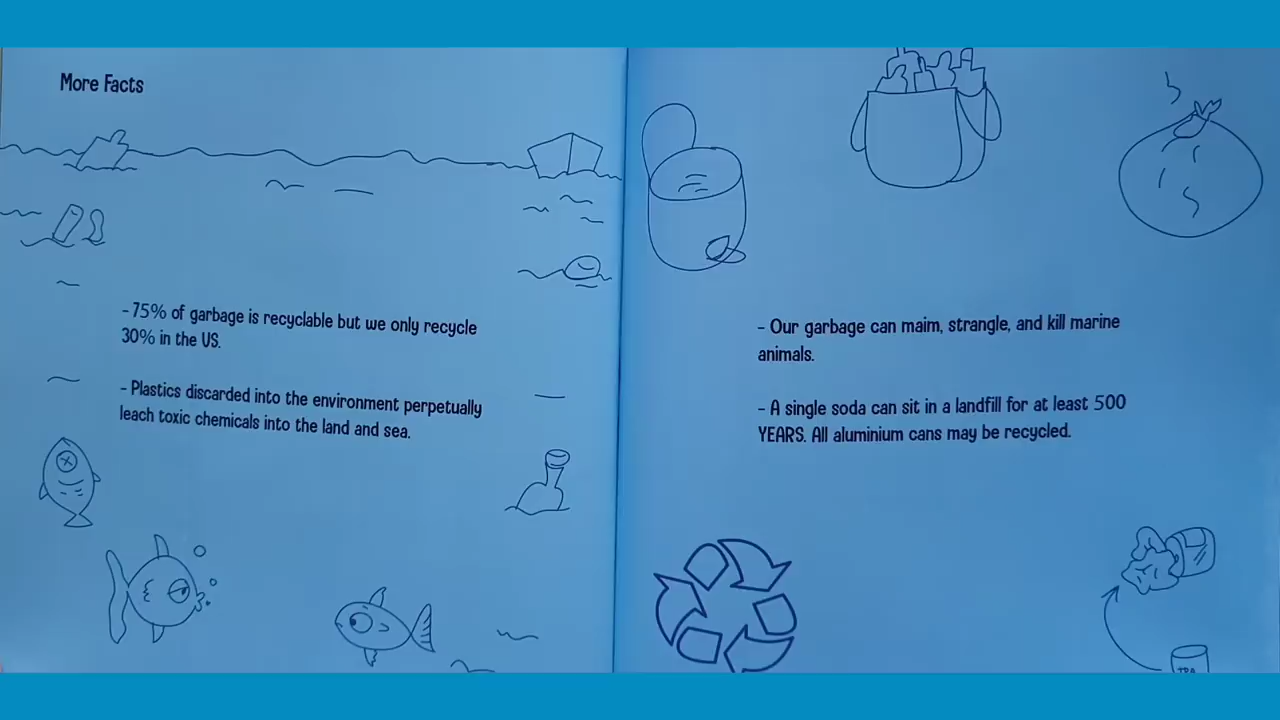 More Facts
- 75% of garbage is recyclable but we only recycle
30% in the US.
- Plastics discarded into the environment perpetually
leach toxic chemicals into the land and sea.
- Our garbage can maim, strangle, and kill marine
animals.
- A single soda can sit in a landfill for at least 500
YEARS. All aluminium cans may be recycled.